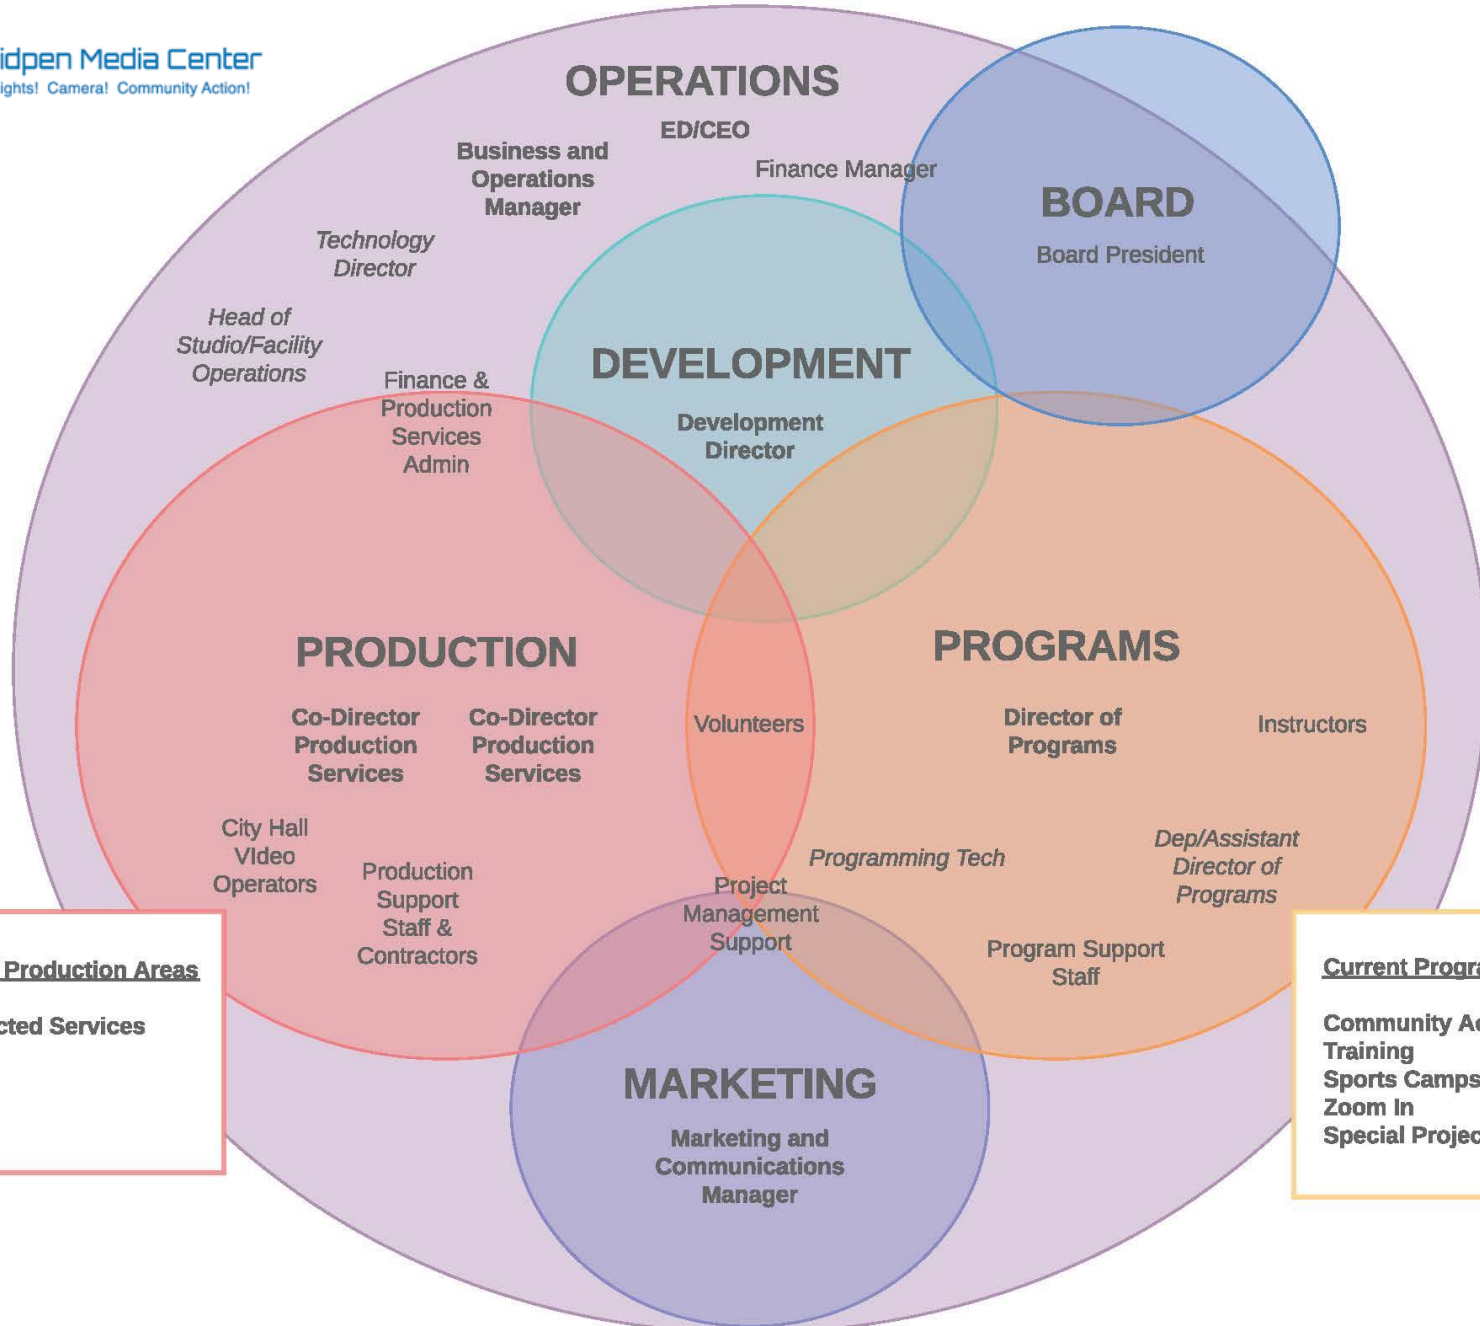 idpen Media Center
ights! Camera! Community Action!
OPERATIONS
ED/CEO
Business and
Operations
Manager
Finance Manager
BOARD
Board President
Technology
Director
Head of
Studio/Facility
Operations
Finance &
Production
Services
Admin
DEVELOPMENT
Development
Director
PRODUCTION
Co-Director
Production
Services
Co-Director
Production
Services
City Hall
VIdeo
Operators
Production
Support
Staff &
Contractors
Volunteers
Project
Management
Support
PROGRAMS
Director of
Programs
Instructors
Programming Tech
Dep/Assistant
Director of
Programs
Program Support
Staff
MARKETING
Marketing and
Communications
Manager
Production Areas
cted Services
Current Progra
Community Ac
Training
Sports Camps
Zoom In
Special Projec